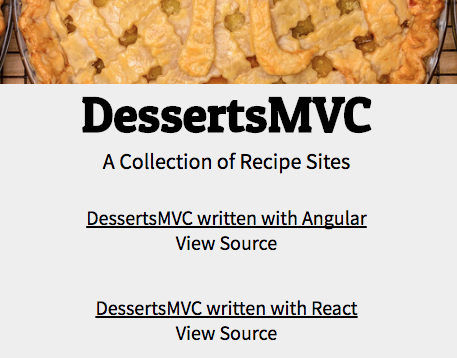 DessertsMVC
A Collection of Recipe Sites
DessertsMVC written with Angular
View Source
DessertsMVC written with React
View Source